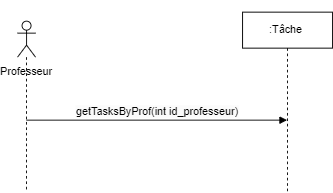 :Tâche
Professeur
getTasksByProf(int id_professeur)